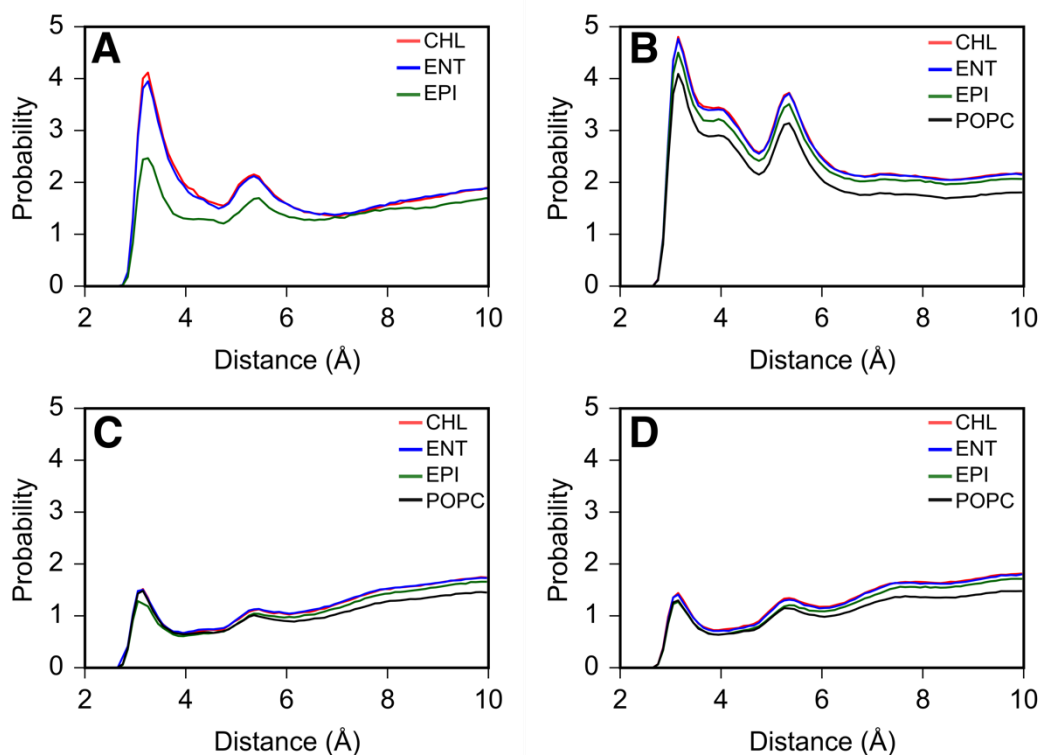 A
CHL
ENT
EPI
Probability
5
4
3
2
1
0
2 4 6 8 10
Distance (Å)
B
CHL
ENT
EPI
POPC
Probability
5
4
3
2
1
0
2 4 6 8 10
Distance (Å)
C
CHL
ENT
EPI
POPC
Probability
5
4
3
2
1
0
2 4 6 8 10
Distance (Å)
D
CHL
ENT
EPI
POPC
Probability
5
4
3
2
1
0
2 4 6 8 10
Distance (Å)